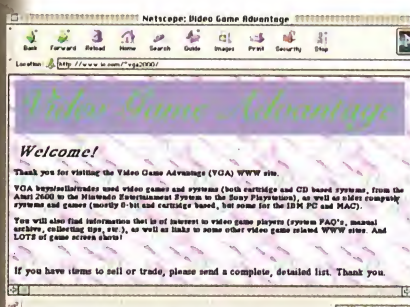 Netscape: Video Game Advantage
Back Forward Reload Home Search Guide Images Print Security Stop
Location: http://www.io.com/~vga2000/
Video Game Advantage
Welcome!
Thank you for visiting the Video Game Advantage (VGA) WWW site.
VGA buys/sells/trades used video games and systems (both cartridge and CD based systems, from the
Atari 2600 to the Nintendo Entertainment System to the Sony Playstation), as well as older computer
systems and games (mostly 8-bit and cartridge based, but some for the IBM PC and MAC).
You will also find information that is of interest to video game players (system FAQ's, manual
archive, collecting tips, etc.), as well as links to some other video game related WWW sites. And
LOTS of game screen shots!
If you have items to sell or trade, please send a complete, detailed list. Thank you.